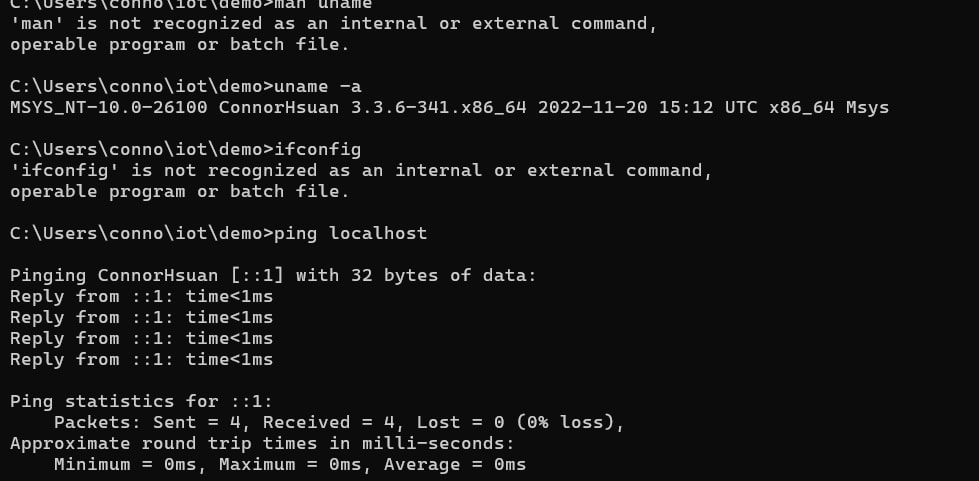 C:\Users\conno\iot\demo>man uname
'man' is not recognized as an internal or external command,
operable program or batch file.
C:\Users\conno\iot\demo>uname -a
MSYS_NT-10.0-26100 ConnorHsuan 3.3.6-341.x86_64 2022-11-20 15:12 UTC x86_64 Msys
C:\Users\conno\iot\demo>ifconfig
'ifconfig' is not recognized as an internal or external command,
operable program or batch file.
C:\Users\conno\iot\demo>ping localhost
Pinging ConnorHsuan [::1] with 32 bytes of data:
Reply from ::1: time<1ms
Reply from ::1: time<1ms
Reply from ::1: time<1ms
Reply from ::1: time<1ms
Ping statistics for ::1:
    Packets: Sent = 4, Received = 4, Lost = 0 (0% loss),
Approximate round trip times in milli-seconds:
    Minimum = 0ms, Maximum = 0ms, Average = 0ms